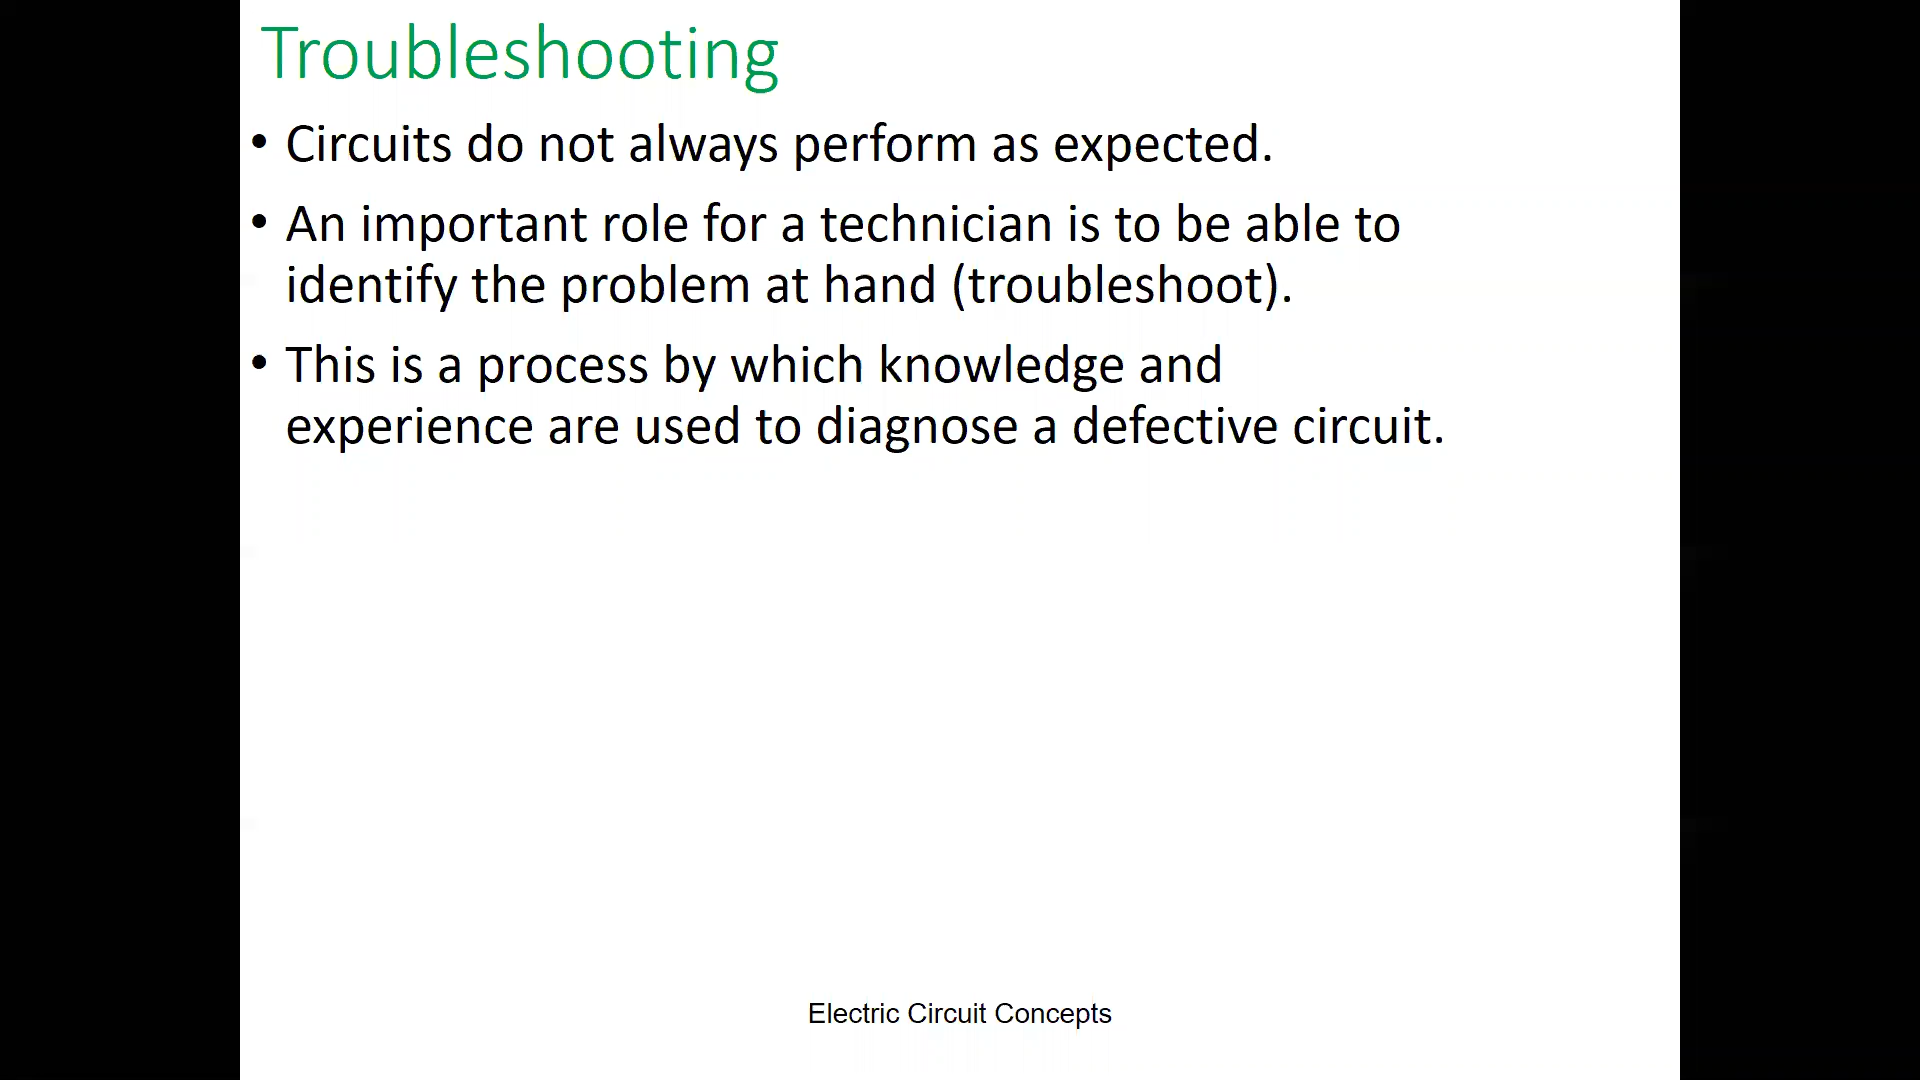 Troubleshooting
• Circuits do not always perform as expected.
• An important role for a technician is to be able to
identify the problem at hand (troubleshoot).
• This is a process by which knowledge and
experience are used to diagnose a defective circuit.
Electric Circuit Concepts